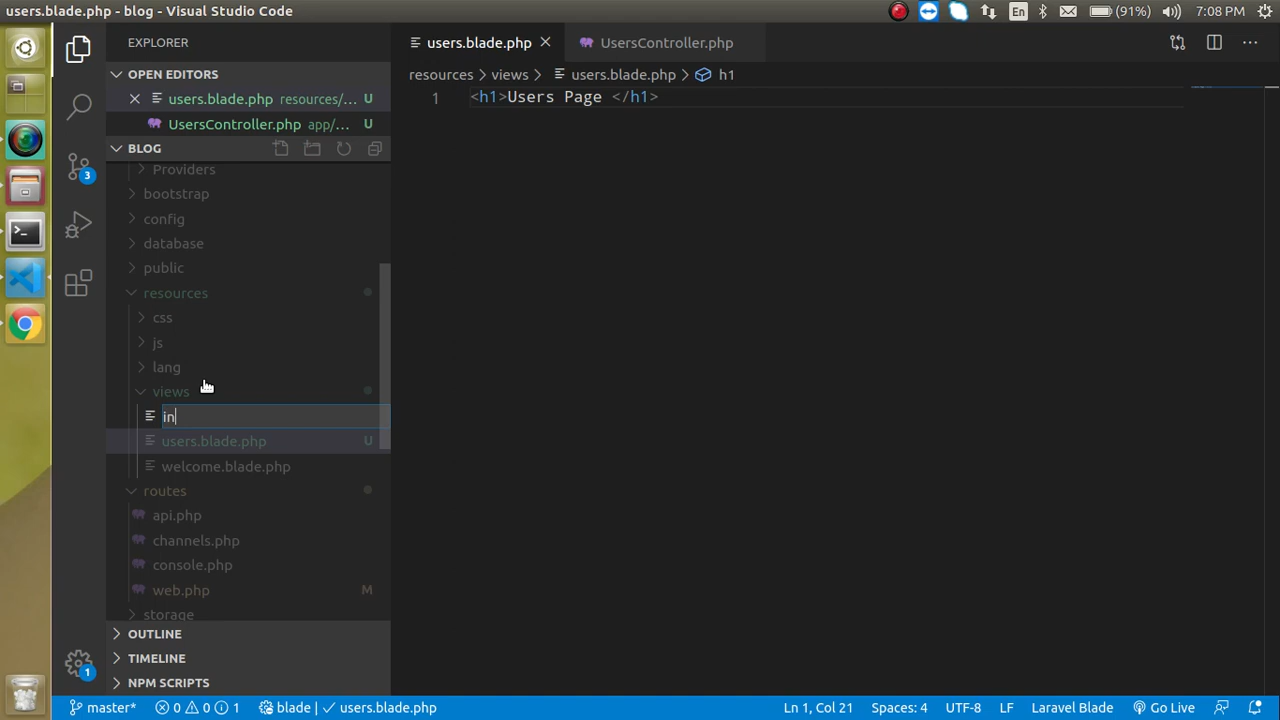 users.blade.php - blog - Visual Studio Code
En
(91%)
7:08 PM
EXPLORER
users.blade.php
UsersController.php
OPEN EDITORS
resources > views > users.blade.php > h1
users.blade.php resources/... U
UsersController.php app/... U
1 <h1>Users Page </h1>
BLOG
Providers
bootstrap
3
config
database
public
resources
css
js
lang
views
in
users.blade.php U
welcome.blade.php
routes
api.php
channels.php
console.php
web.php M
storage
OUTLINE
TIMELINE
1
NPM SCRIPTS
master* 0 0 1 blade | users.blade.php Ln 1, Col 21 Spaces: 4 UTF-8 LF Laravel Blade Go Live